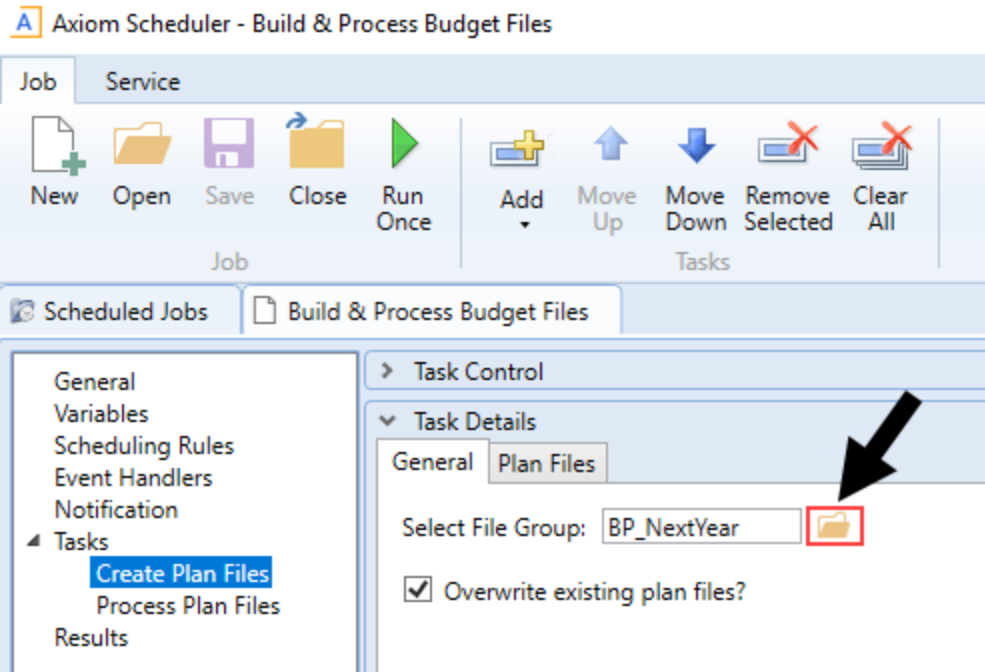 A Axiom Scheduler - Build & Process Budget Files
Job Service
New Open Save Close Run Once Add Move Up Move Down Remove Selected Clear All
Job Tasks
Scheduled Jobs Build & Process Budget Files
General
Variables
Scheduling Rules
Event Handlers
Notification
Tasks
Create Plan Files
Process Plan Files
Results
Task Control
Task Details
General Plan Files
Select File Group: BP_NextYear
Overwrite existing plan files?